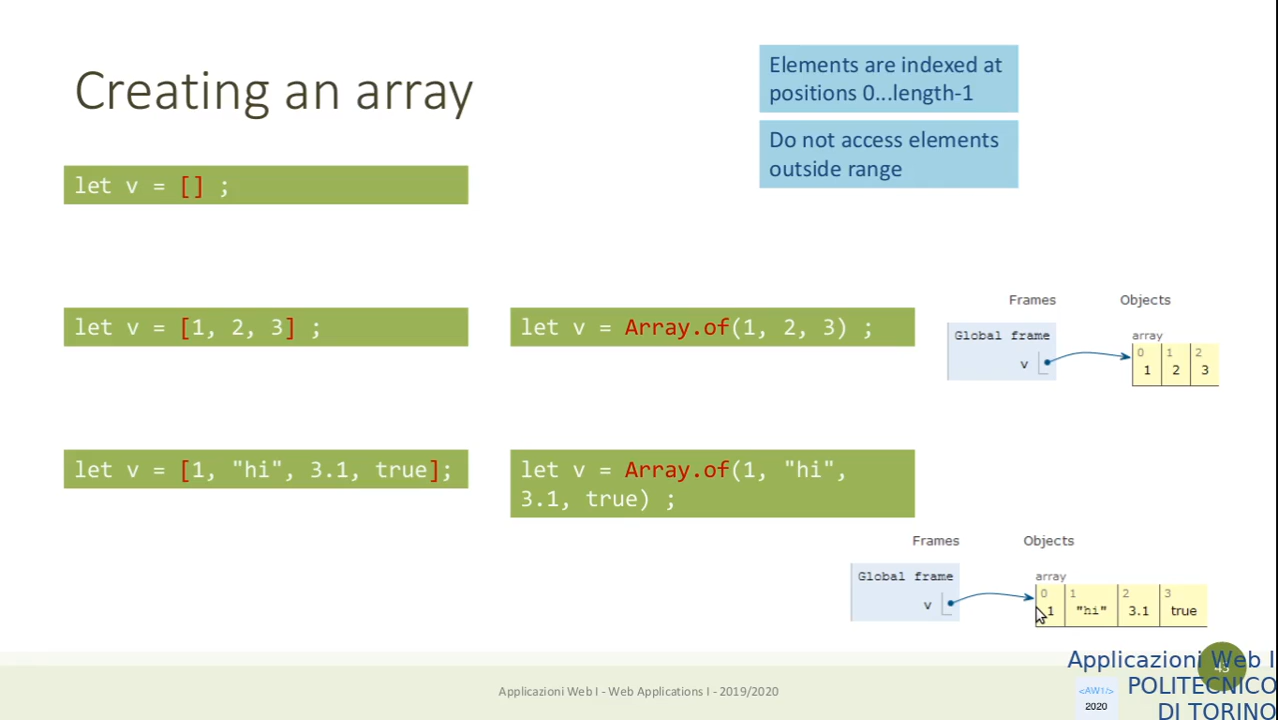 Creating an array
Elements are indexed at
positions 0...length-1
Do not access elements
outside range
let v = [] ;
let v = [1, 2, 3] ;
let v = Array.of(1, 2, 3) ;
Frames
Objects
Global frame
v
array
0 1 2
1 2 3
let v = [1, "hi", 3.1, true];
let v = Array.of(1, "hi",
3.1, true) ;
Frames
Objects
Global frame
v
array
0 1 2 3
1 "hi" 3.1 true
Applicazioni Web I - Web Applications I - 2019/2020
Applicazioni Web I
POLITECNICO
DI TORINO
<AW1/>
2020